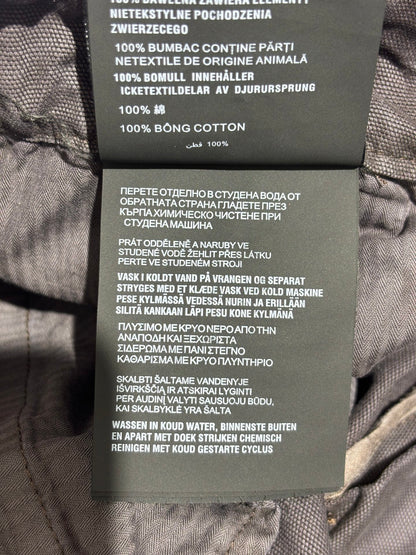 100% BAWEŁNA ZAWIERA ELEMENTY
NIETEKSTYLNE POCHODZENIA
ZWIERZECEGO
100% BUMBAC CONȚINE PĂRȚI
NETEXTILE DE ORIGINE ANIMALĂ
100% BOMULL INNEHÅLLER
ICKETEXTILDELAR AV DJURURSPRUNG
100% 綿
100% BÔNG COTTON
100% قطن
ПЕРЕТЕ ОТДЕЛНО В СТУДЕНА ВОДА ОТ
ОБРАТНАТА СТРАНА ГЛАДЕТЕ ПРЕЗ
КЪРПА ХИМИЧЕСКО ЧИСТЕНЕ ПРИ
СТУДЕНА МАШИНА
PRÁT ODDĚLENĚ A NARUBY VE
STUDENÉ VODĚ ŽEHLIT PŘES LÁTKU
PERTE VE STUDENÉM STROJI
VASK I KOLDT VAND PÅ VRANGEN OG SEPARAT
STRYGES MED ET KLÆDE VASK VED KOLD MASKINE
PESE KYLMÄSSÄ VEDESSÄ NURIN JA ERILLÄÄN
SILITÄ KANKAAN LÄPI PESU KONE KYLMÄNÄ
ΠΛΥΣΙΜΟ ΜΕ ΚΡΥΟ ΝΕΡΟ ΑΠΟ ΤΗΝ
ΑΝΑΠΟΔΗ ΚΑΙ ΞΕΧΩΡΙΣΤΑ
ΣΙΔΕΡΩΜΑ ΜΕ ΠΑΝΙ ΣΤΕΓΝΟ
ΚΑΘΑΡΙΣΜΑ ΜΕ ΚΡΥΟ ΠΛΥΝΤΗΡΙΟ
SKALBTI ŠALTAME VANDENYJE
IŠVIRKŠČIĄ IR ATSKIRAI LYGINTI
PER AUDINĮ VALYTI SAUSUOJU BŪDU,
KAI SKALBYKLĖ YRA ŠALTA
WASSEN IN KOUD WATER, BINNENSTE BUITEN
EN APART MET DOEK STRIJKEN CHEMISCH
REINIGEN MET KOUD GESTARTE CYCLUS